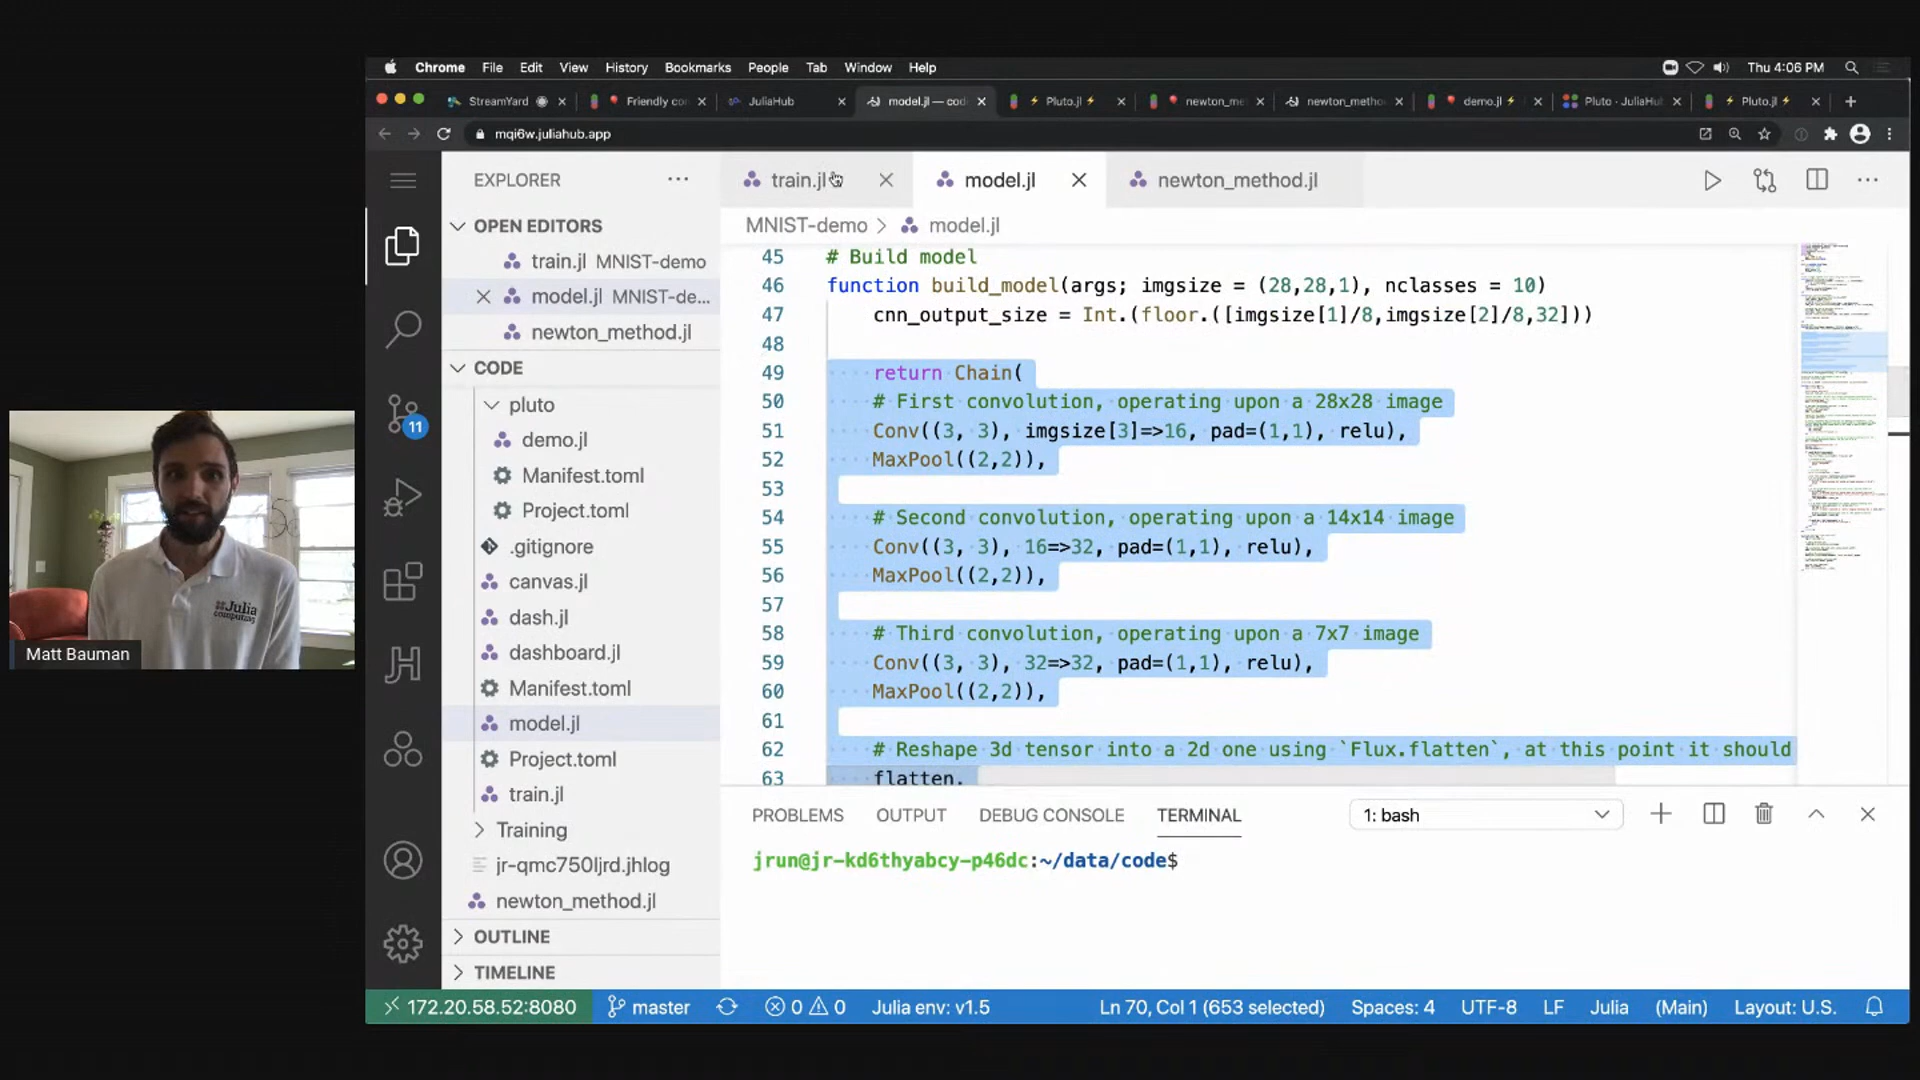 Chrome File Edit View History Bookmarks People Tab Window Help
Thu 4:06 PM
StreamYard
Friendly co
JuliaHub
model.jl — cod
Pluto.jl
newton_me
newton_metho
demo.jl
Pluto · JuliaHu
Pluto.jl
mqi6w.juliahub.app
EXPLORER
train.jl
model.jl
newton_method.jl
OPEN EDITORS
train.jl MNIST-demo
model.jl MNIST-de...
newton_method.jl
CODE
pluto
demo.jl
Manifest.toml
Project.toml
.gitignore
canvas.jl
dash.jl
dashboard.jl
Manifest.toml
model.jl
Project.toml
train.jl
Training
jr-qmc750ljrd.jhlog
newton_method.jl
OUTLINE
TIMELINE
11
MNIST-demo > model.jl
45 # Build model
46 function build_model(args; imgsize = (28,28,1), nclasses = 10)
47 cnn_output_size = Int.(floor.([imgsize[1]/8,imgsize[2]/8,32]))
48
49 return Chain(
50 # First convolution, operating upon a 28x28 image
51 Conv((3, 3), imgsize[3]=>16, pad=(1,1), relu),
52 MaxPool((2,2)),
53
54 # Second convolution, operating upon a 14x14 image
55 Conv((3, 3), 16=>32, pad=(1,1), relu),
56 MaxPool((2,2)),
57
58 # Third convolution, operating upon a 7x7 image
59 Conv((3, 3), 32=>32, pad=(1,1), relu),
60 MaxPool((2,2)),
61
62 # Reshape 3d tensor into a 2d one using `Flux.flatten`, at this point it should
63 flatten,
PROBLEMS OUTPUT DEBUG CONSOLE TERMINAL
1: bash
jrun@jr-kd6thyabcy-p46dc:~/data/code$
172.20.58.52:8080 master 0 0 Julia env: v1.5 Ln 70, Col 1 (653 selected) Spaces: 4 UTF-8 LF Julia (Main) Layout: U.S.
Julia
computing
Matt Bauman